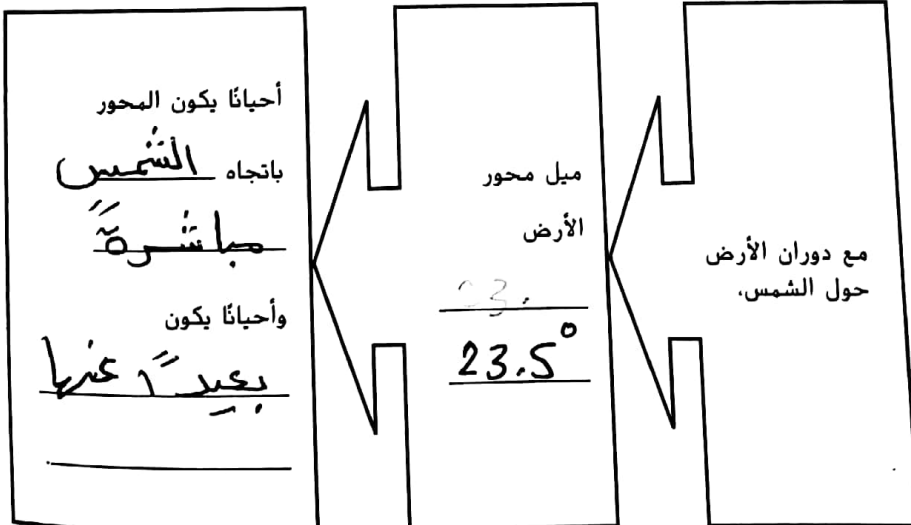 مع دوران الأرض
حول الشمس،
ميل محور
الأرض
23.
23.5°
أحيانًا يكون المحور
باتجاه الشمس
مباشرةً
وأحيانًا يكون
بعيدًا عنها